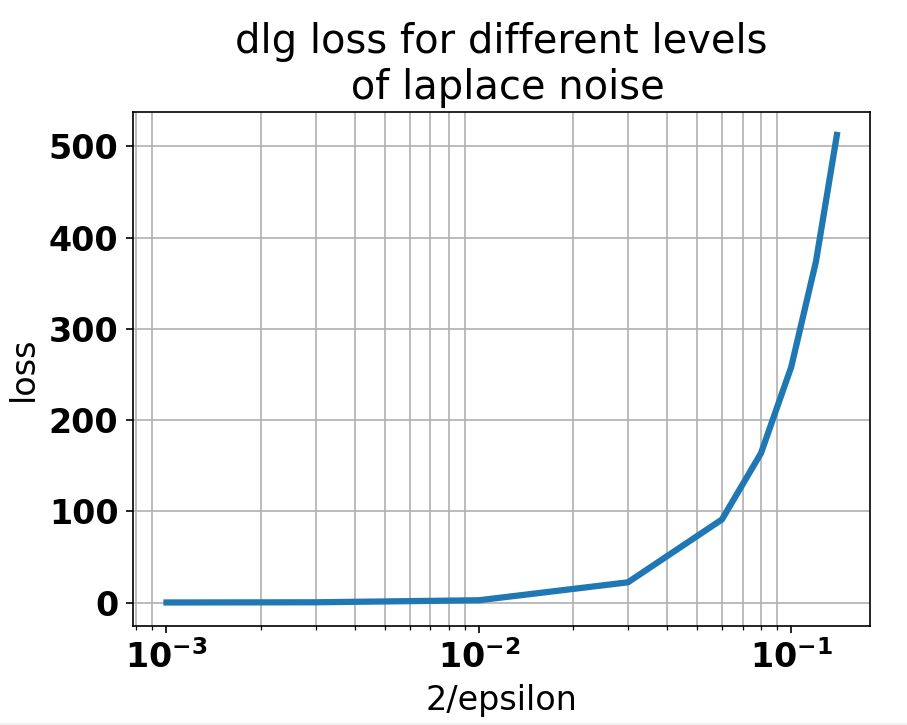 dlg loss for different levels
of laplace noise
500
400
300
200
100
0
loss
10⁻³ 10⁻² 10⁻¹
2/epsilon